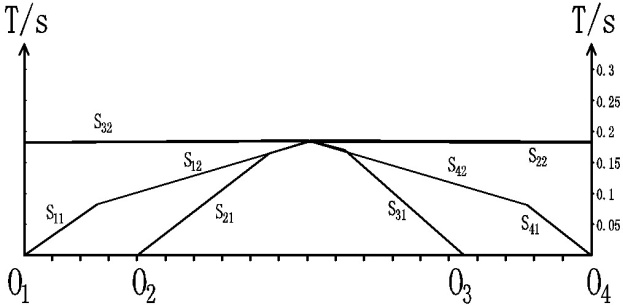 T/s T/s
0.3
0.25
S32 0.2
S12 S42 S22 0.15
0.1
S11 S21 S31 S41 0.05
O1 O2 O3 O4